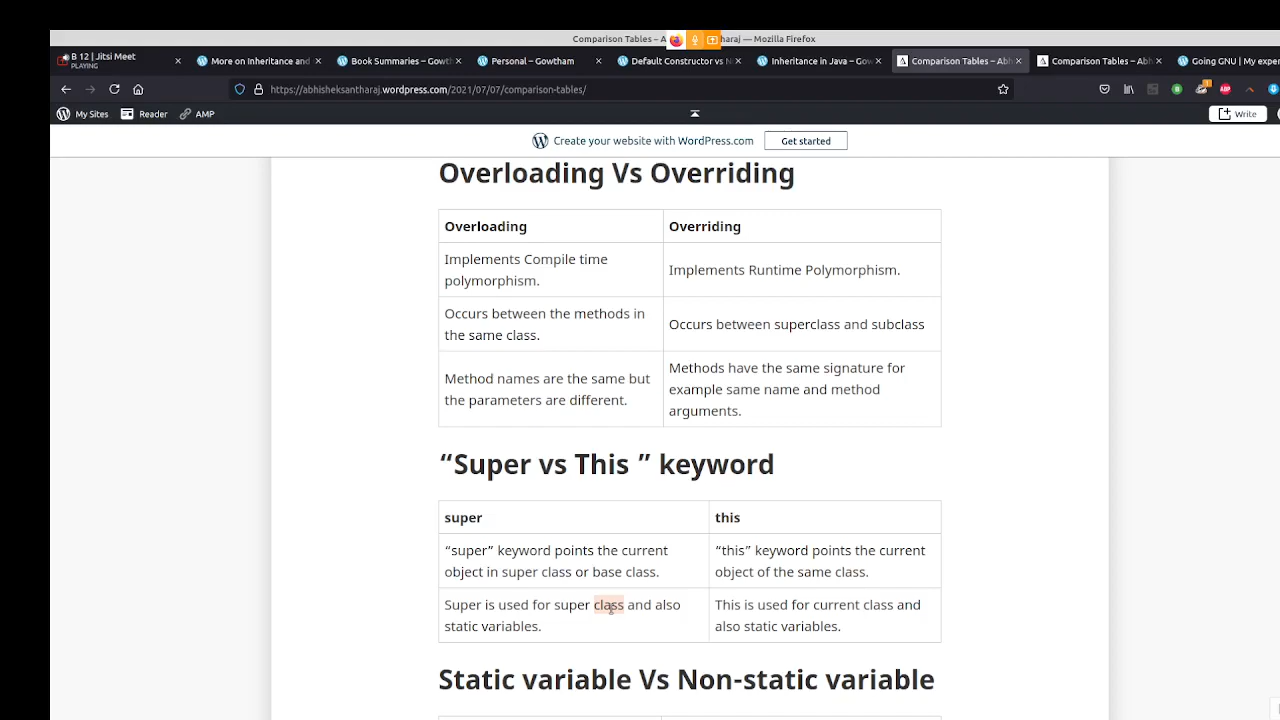 Comparison Tables – A haraj — Mozilla Firefox
B 12 | Jitsi Meet
PLAYING
More on Inheritance and
Book Summaries – Gowth
Personal – Gowtham
Default Constructor vs N
Inheritance in Java – Gow
Comparison Tables – Abh
Comparison Tables – Abh
Going GNU | My exper
https://abhisheksantharaj.wordpress.com/2021/07/07/comparison-tables/
My Sites
Reader
AMP
Write
Create your website with WordPress.com
Get started
Overloading Vs Overriding
Overloading
Overriding
Implements Compile time
polymorphism.
Implements Runtime Polymorphism.
Occurs between the methods in
the same class.
Occurs between superclass and subclass
Method names are the same but
the parameters are different.
Methods have the same signature for
example same name and method
arguments.
“Super vs This ” keyword
super
this
“super” keyword points the current
object in super class or base class.
“this” keyword points the current
object of the same class.
Super is used for super class and also
static variables.
This is used for current class and
also static variables.
Static variable Vs Non-static variable